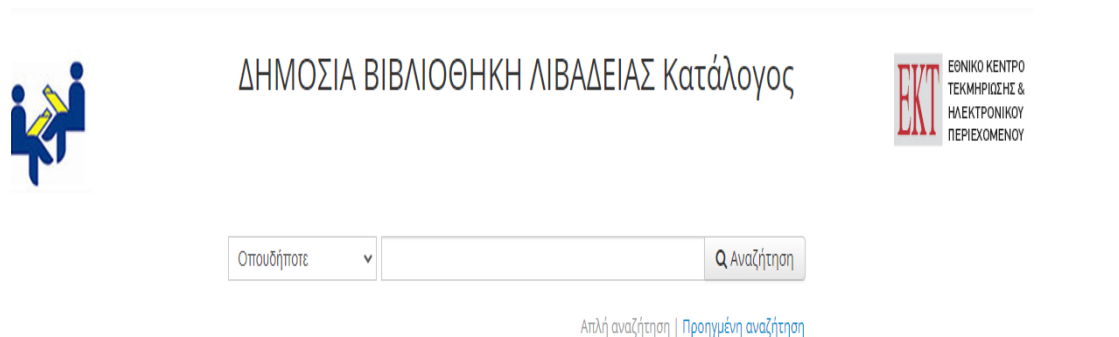 ΔΗΜΟΣΙΑ ΒΙΒΛΙΟΘΗΚΗ ΛΙΒΑΔΕΙΑΣ Κατάλογος
ΕΚΤ
ΕΘΝΙΚΟ ΚΕΝΤΡΟ
ΤΕΚΜΗΡΙΩΣΗΣ &
ΗΛΕΚΤΡΟΝΙΚΟΥ
ΠΕΡΙΕΧΟΜΕΝΟΥ
Οπουδήποτε
Αναζήτηση
Απλή αναζήτηση | Προηγμένη αναζήτηση